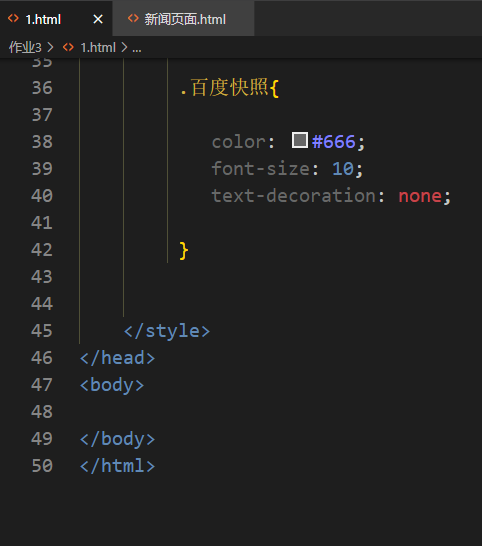 1.html × 新闻页面.html
作业3 > 1.html > ...
35
36 .百度快照{
37
38 color: #666;
39 font-size: 10;
40 text-decoration: none;
41
42 }
43
44
45 </style>
46 </head>
47 <body>
48
49 </body>
50 </html>